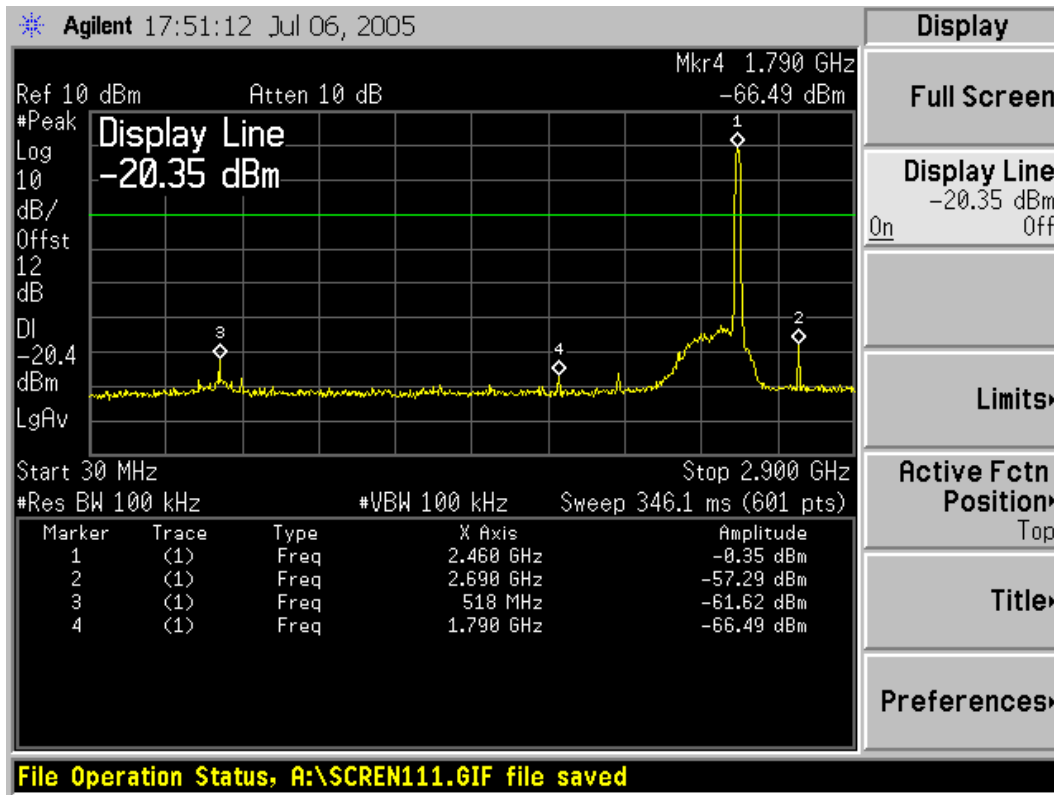 Agilent 17:51:12 Jul 06, 2005
Mkr4 1.790 GHz
Ref 10 dBm Atten 10 dB -66.49 dBm
#Peak
Log
10
dB/
Offst
12
dB
DI
-20.4
dBm
LgAv
Display Line
-20.35 dBm
1
2
3
4
Start 30 MHz Stop 2.900 GHz
#Res BW 100 kHz #VBW 100 kHz Sweep 346.1 ms (601 pts)
Marker Trace Type X Axis Amplitude
1 (1) Freq 2.460 GHz -0.35 dBm
2 (1) Freq 2.690 GHz -57.29 dBm
3 (1) Freq 518 MHz -61.62 dBm
4 (1) Freq 1.790 GHz -66.49 dBm
File Operation Status, A:\SCREN111.GIF file saved
Display
Full Screen
Display Line
-20.35 dBm
On Off
Limits
Active Fctn
Position
Top
Title
Preferences